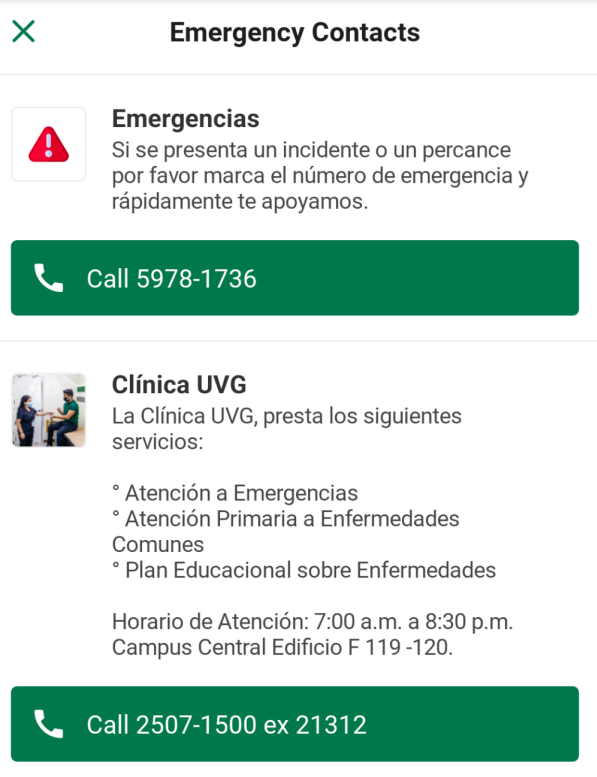 Emergency Contacts
Emergencias
Si se presenta un incidente o un percance
por favor marca el número de emergencia y
rápidamente te apoyamos.
Call 5978-1736
Clínica UVG
La Clínica UVG, presta los siguientes
servicios:
° Atención a Emergencias
° Atención Primaria a Enfermedades
Comunes
° Plan Educacional sobre Enfermedades
Horario de Atención: 7:00 a.m. a 8:30 p.m.
Campus Central Edificio F 119 -120.
Call 2507-1500 ex 21312